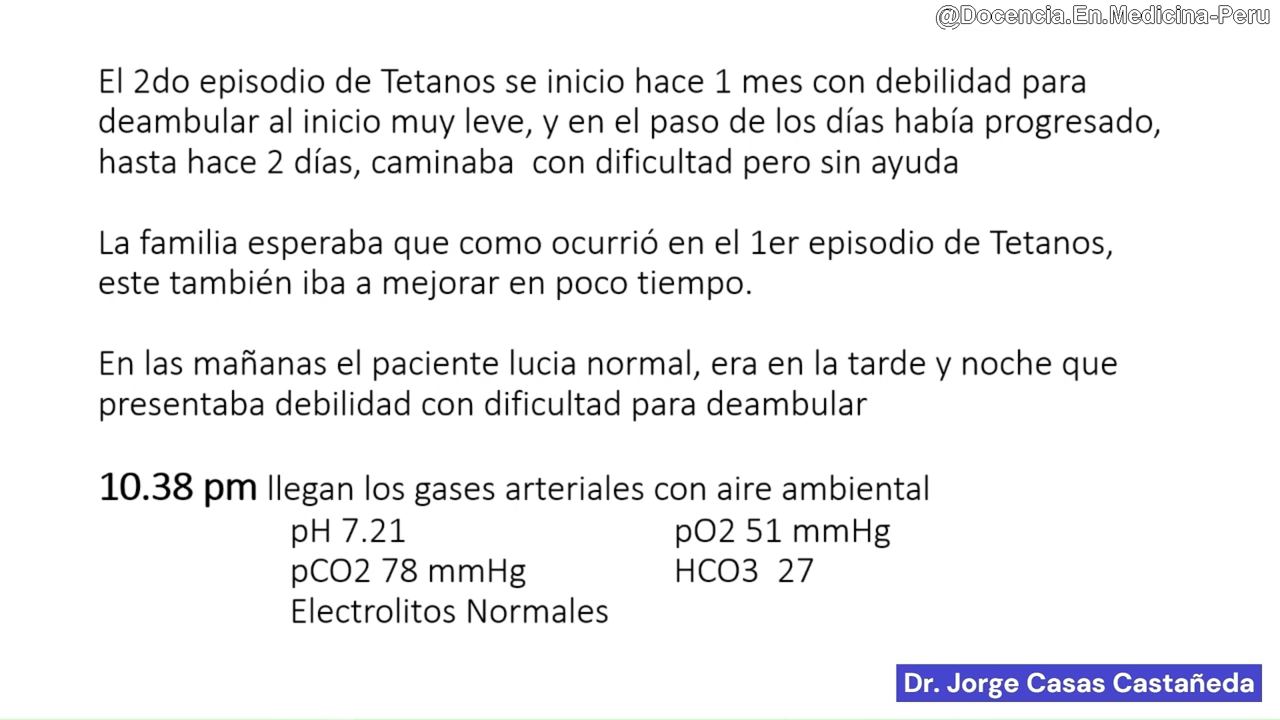 @Docencia.En.Medicina-Peru
El 2do episodio de Tetanos se inicio hace 1 mes con debilidad para
deambular al inicio muy leve, y en el paso de los días había progresado,
hasta hace 2 días, caminaba con dificultad pero sin ayuda
La familia esperaba que como ocurrió en el 1er episodio de Tetanos,
este también iba a mejorar en poco tiempo.
En las mañanas el paciente lucia normal, era en la tarde y noche que
presentaba debilidad con dificultad para deambular
10.38 pm llegan los gases arteriales con aire ambiental
pH 7.21 pO2 51 mmHg
pCO2 78 mmHg HCO3 27
Electrolitos Normales
Dr. Jorge Casas Castañeda